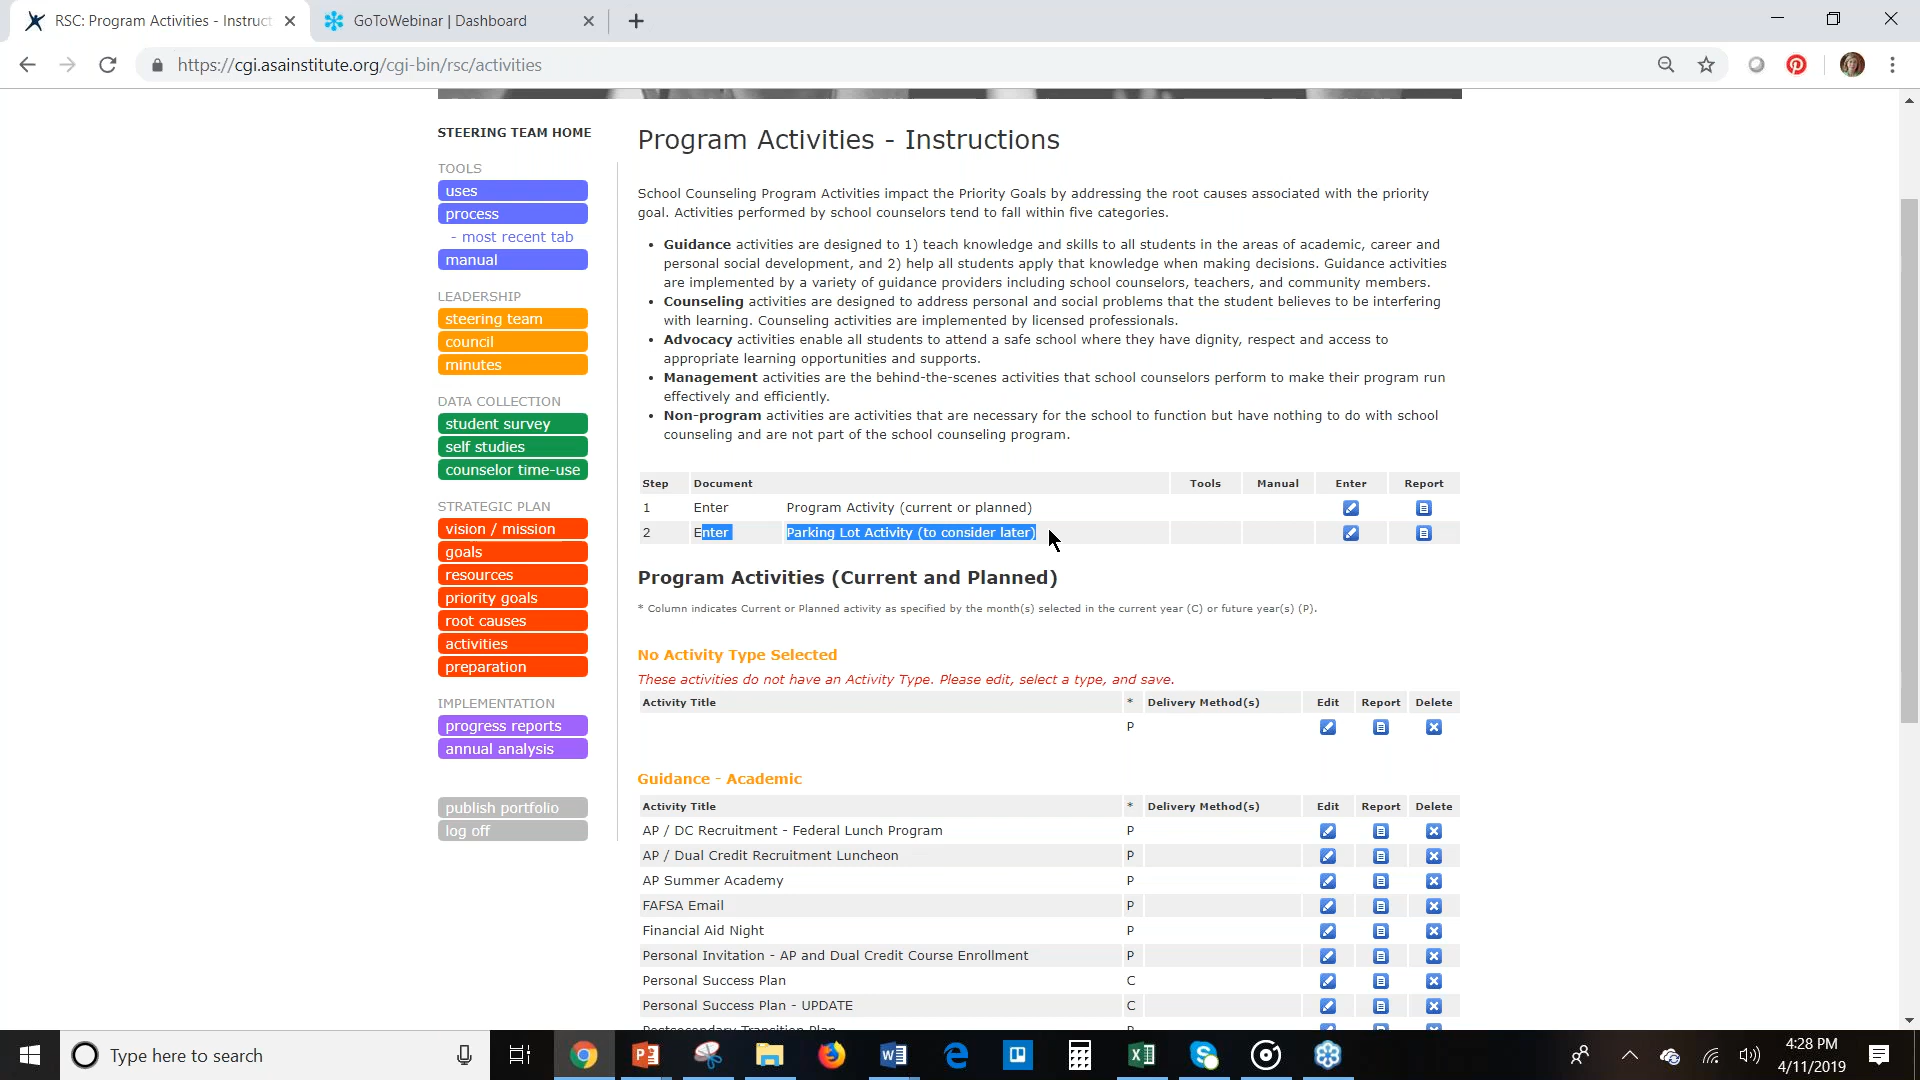 RSC: Program Activities - Instruct
GoToWebinar | Dashboard
https://cgi.asainstitute.org/cgi-bin/rsc/activities
STEERING TEAM HOME
TOOLS
uses
process
- most recent tab
manual
LEADERSHIP
steering team
council
minutes
DATA COLLECTION
student survey
self studies
counselor time-use
STRATEGIC PLAN
vision / mission
goals
resources
priority goals
root causes
activities
preparation
IMPLEMENTATION
progress reports
annual analysis
publish portfolio
log off
Program Activities - Instructions
School Counseling Program Activities impact the Priority Goals by addressing the root causes associated with the priority
goal. Activities performed by school counselors tend to fall within five categories.
• Guidance activities are designed to 1) teach knowledge and skills to all students in the areas of academic, career and
personal social development, and 2) help all students apply that knowledge when making decisions. Guidance activities
are implemented by a variety of guidance providers including school counselors, teachers, and community members.
• Counseling activities are designed to address personal and social problems that the student believes to be interfering
with learning. Counseling activities are implemented by licensed professionals.
• Advocacy activities enable all students to attend a safe school where they have dignity, respect and access to
appropriate learning opportunities and supports.
• Management activities are the behind-the-scenes activities that school counselors perform to make their program run
effectively and efficiently.
• Non-program activities are activities that are necessary for the school to function but have nothing to do with school
counseling and are not part of the school counseling program.
Step Document Tools Manual Enter Report
1 Enter Program Activity (current or planned)
2 Enter Parking Lot Activity (to consider later)
Program Activities (Current and Planned)
* Column indicates Current or Planned activity as specified by the month(s) selected in the current year (C) or future year(s) (P).
No Activity Type Selected
These activities do not have an Activity Type. Please edit, select a type, and save.
Activity Title * Delivery Method(s) Edit Report Delete
P
Guidance - Academic
Activity Title * Delivery Method(s) Edit Report Delete
AP / DC Recruitment - Federal Lunch Program P
AP / Dual Credit Recruitment Luncheon P
AP Summer Academy P
FAFSA Email P
Financial Aid Night P
Personal Invitation - AP and Dual Credit Course Enrollment P
Personal Success Plan C
Personal Success Plan - UPDATE C
Postsecondary Transition Plan P
Type here to search
4:28 PM
4/11/2019